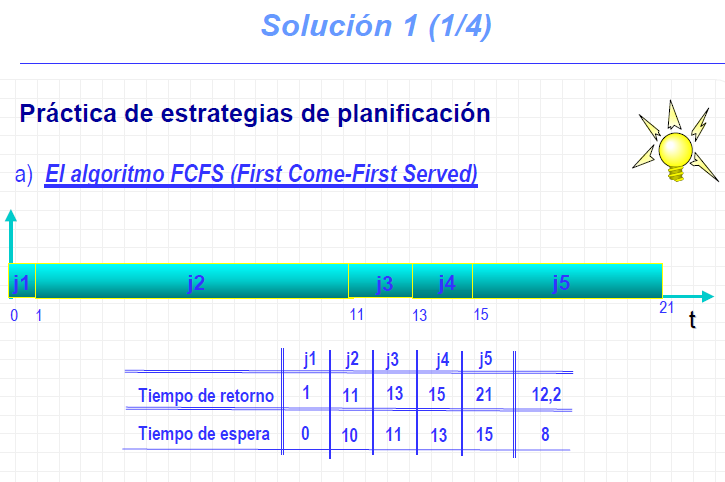 Solución 1 (1/4)
Práctica de estrategias de planificación
a) El algoritmo FCFS (First Come-First Served)
j1 j2 j3 j4 j5
0 1 11 13 15 21
t
j1 j2 j3 j4 j5
Tiempo de retorno 1 11 13 15 21 12,2
Tiempo de espera 0 10 11 13 15 8